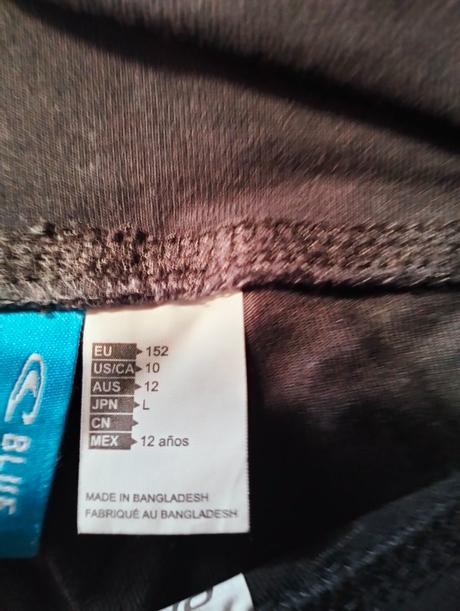 EU 152
US/CA 10
AUS 12
JPN L
CN
MEX 12 años
MADE IN BANGLADESH
FABRIQUÉ AU BANGLADESH
BLUE